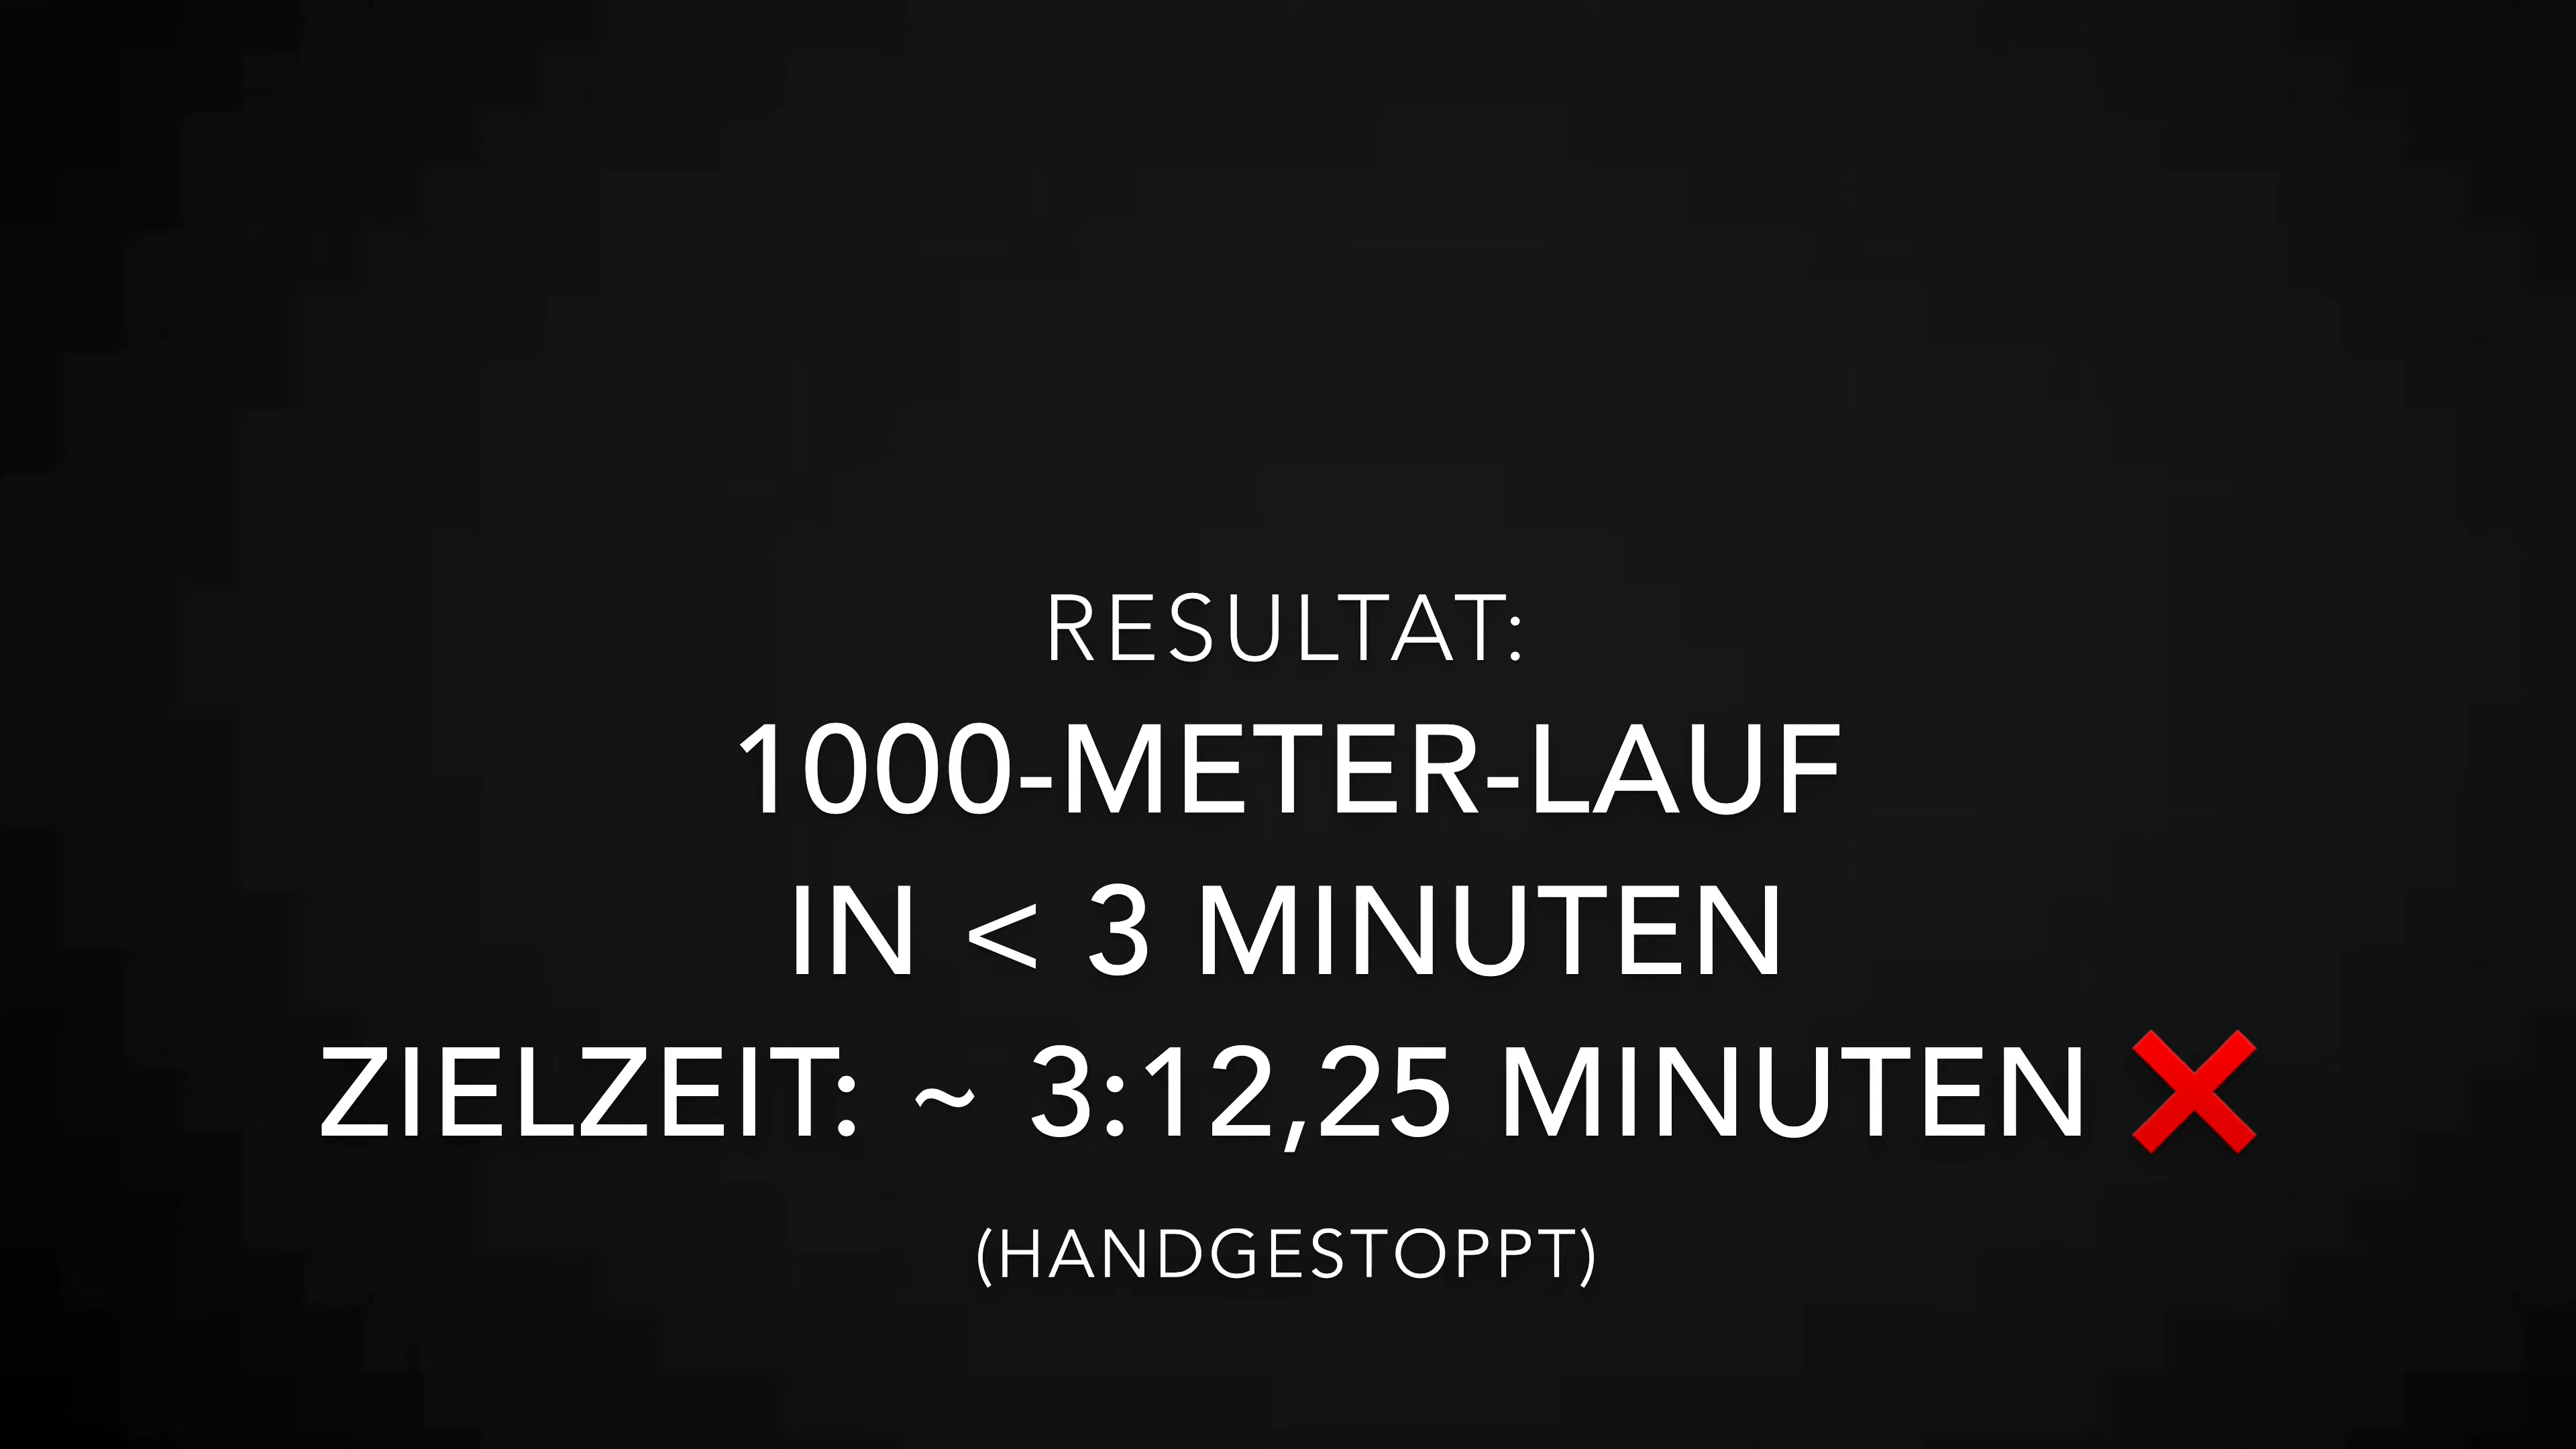 RESULTAT:
1000-METER-LAUF
IN < 3 MINUTEN
ZIELZEIT: ~ 3:12,25 MINUTEN ❌
(HANDGESTOPPT)